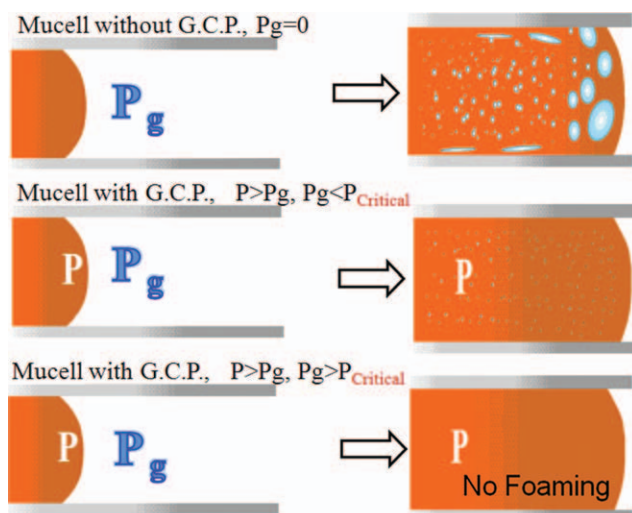 Mucell without G.C.P., Pg=0
Pg
Mucell with G.C.P., P>Pg, Pg<PCritical
P Pg P
Mucell with G.C.P., P>Pg, Pg>PCritical
P Pg P
No Foaming